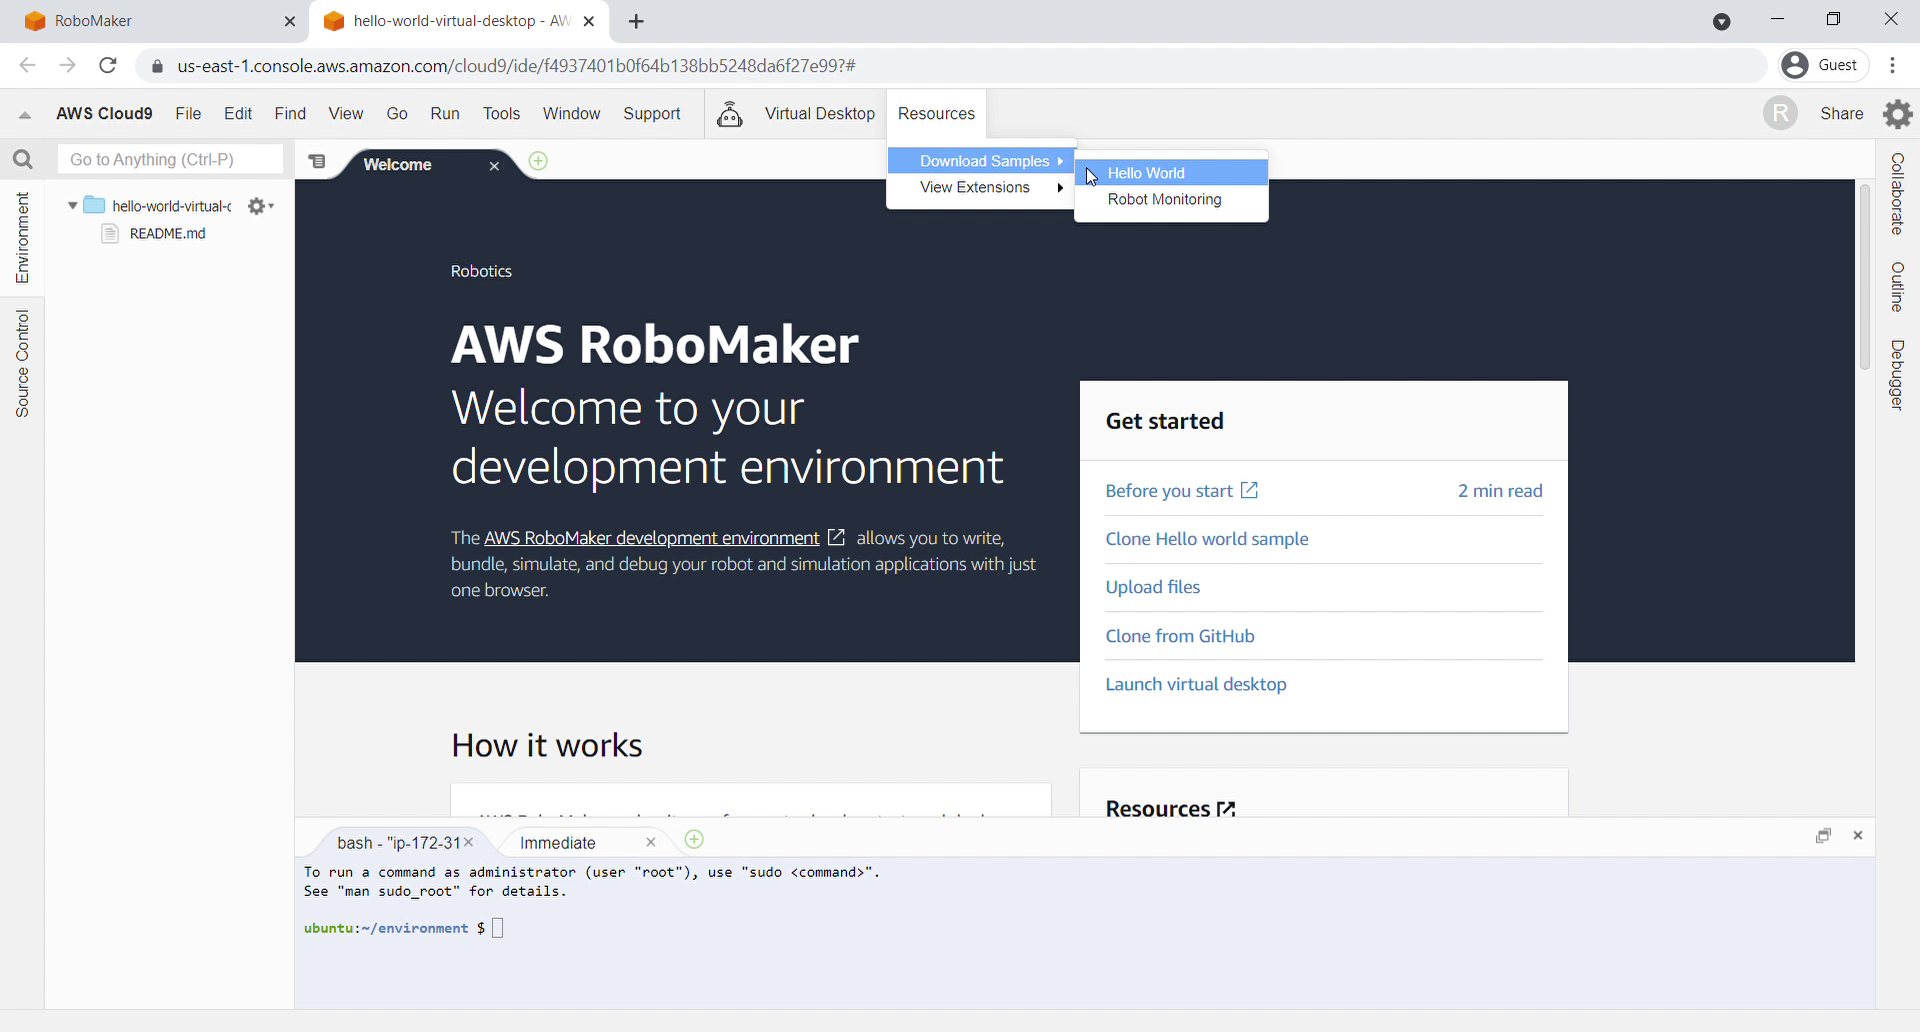 RoboMaker
hello-world-virtual-desktop - AW
us-east-1.console.aws.amazon.com/cloud9/ide/f4937401b0f64b138bb5248da6f27e99?#
Guest
AWS Cloud9 File Edit Find View Go Run Tools Window Support Virtual Desktop Resources R Share
Go to Anything (Ctrl-P)
Welcome
Download Samples
View Extensions
Hello World
Robot Monitoring
Environment
Source Control
hello-world-virtual-
README.md
Collaborate
Outline
Debugger
Robotics
AWS RoboMaker
Welcome to your
development environment
The AWS RoboMaker development environment allows you to write,
bundle, simulate, and debug your robot and simulation applications with just
one browser.
Get started
Before you start 2 min read
Clone Hello world sample
Upload files
Clone from GitHub
Launch virtual desktop
How it works
Resources
bash - "ip-172-31
Immediate
To run a command as administrator (user "root"), use "sudo <command>".
See "man sudo_root" for details.
ubuntu:~/environment $